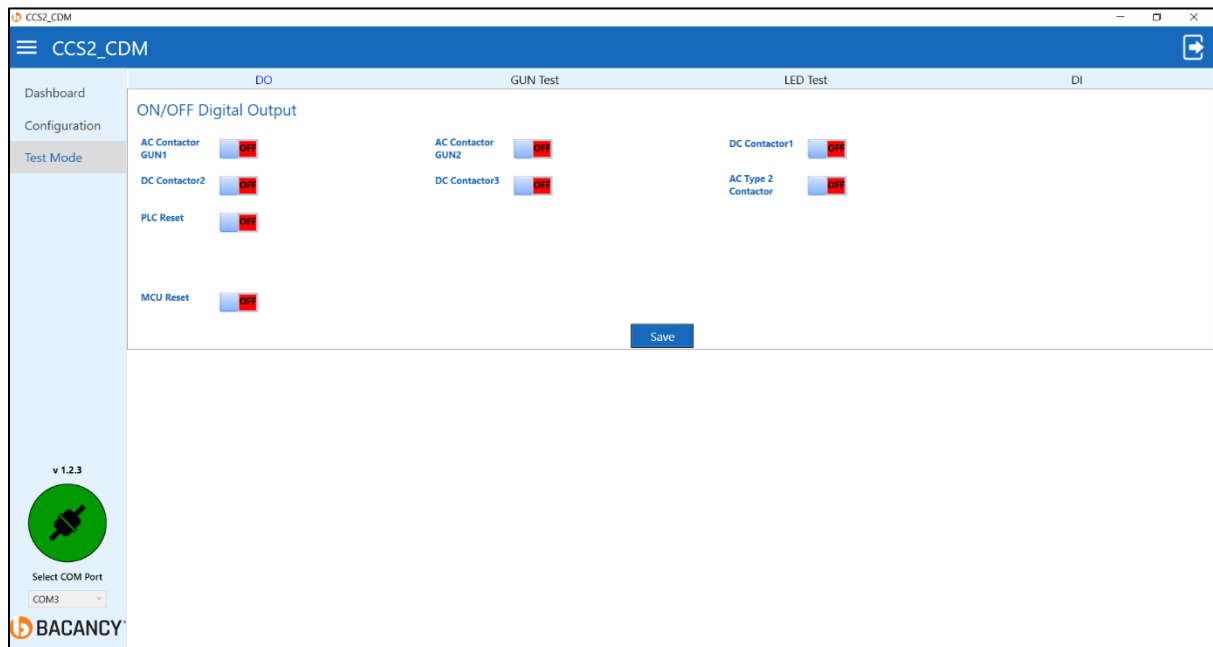 CCS2_CDM
CCS2_CDM
Dashboard
Configuration
Test Mode
DO GUN Test LED Test DI
ON/OFF Digital Output
AC Contactor
GUN1
OFF
AC Contactor
GUN2
OFF
DC Contactor1
OFF
DC Contactor2
OFF
DC Contactor3
OFF
AC Type 2
Contactor
OFF
PLC Reset
OFF
MCU Reset
OFF
Save
v 1.2.3
Select COM Port
COM3
BACANCY